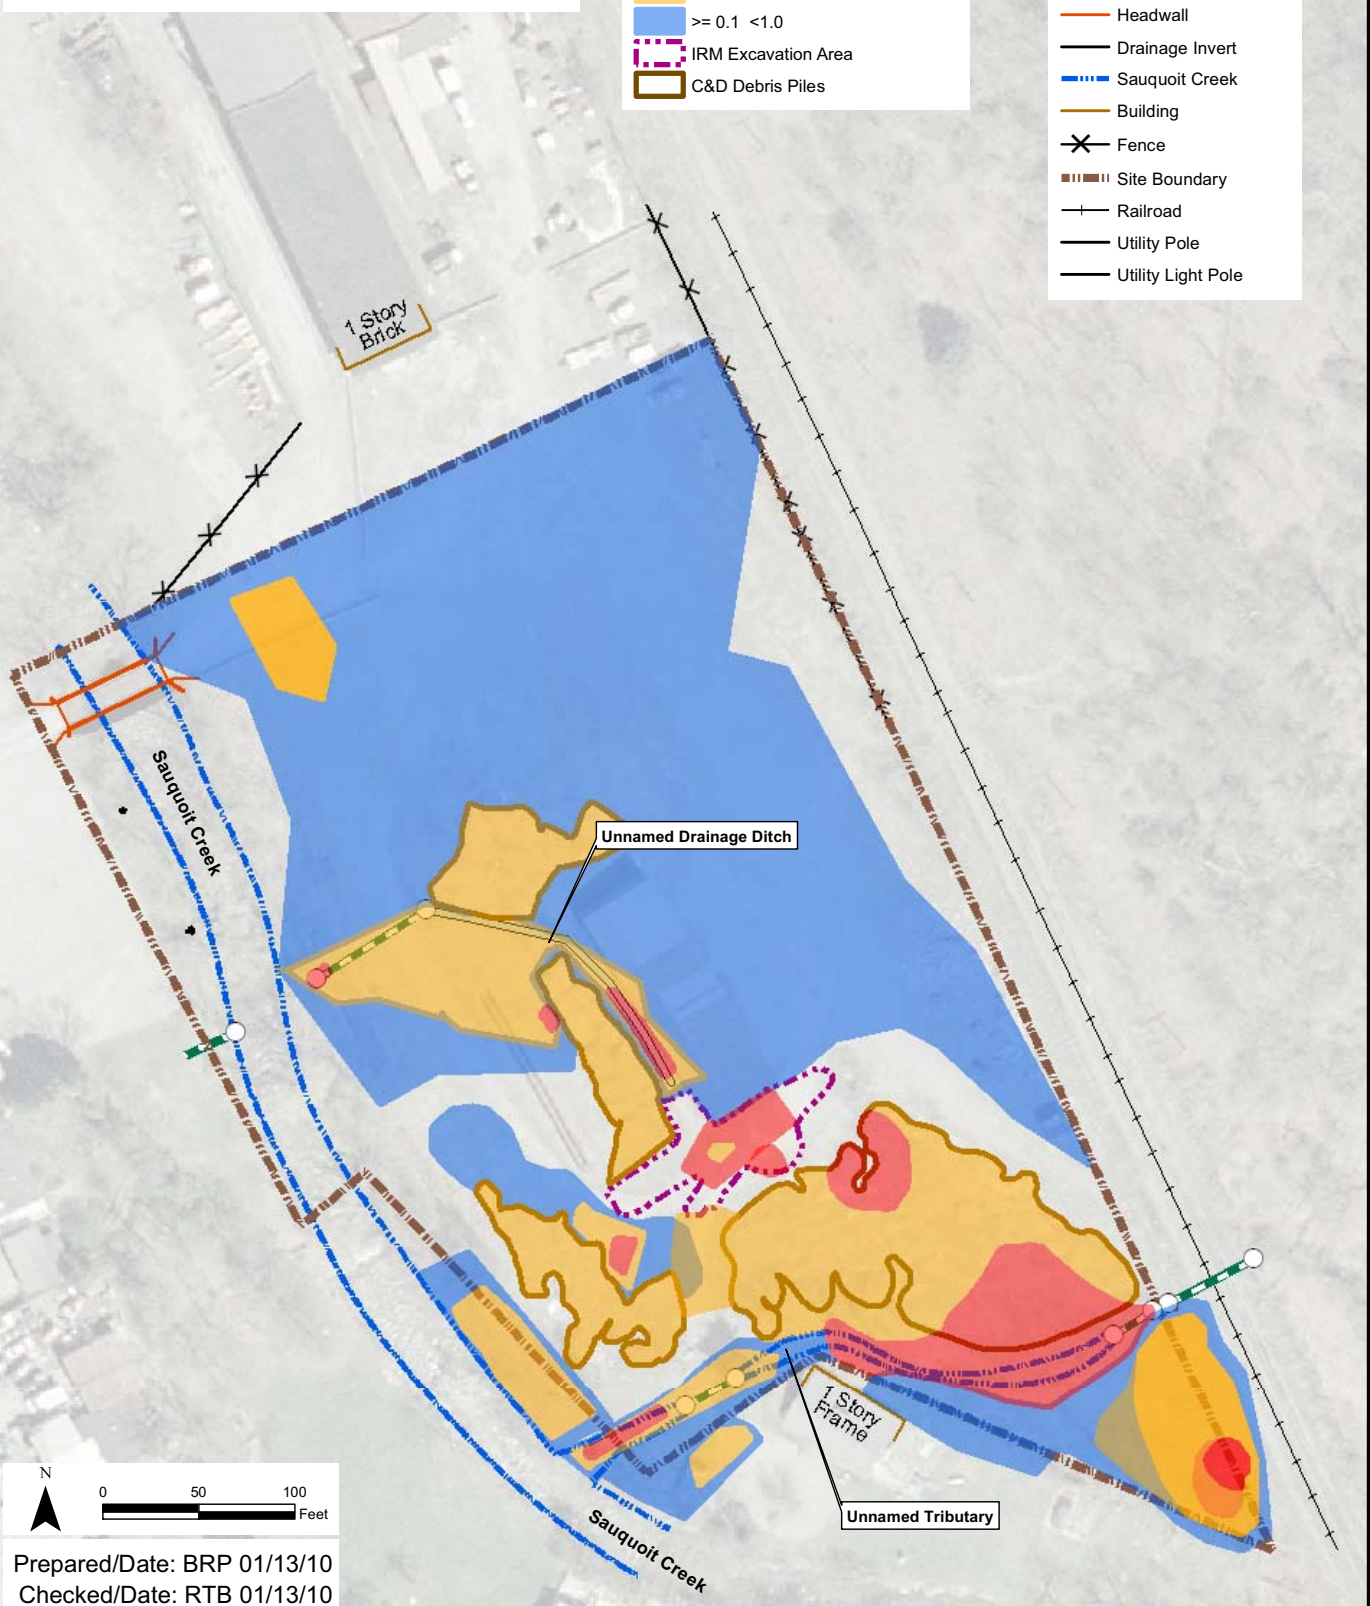 >= 0.1 <1.0
IRM Excavation Area
C&D Debris Piles
Headwall
Drainage Invert
Sauquoit Creek
Building
Fence
Site Boundary
Railroad
Utility Pole
Utility Light Pole
1 Story
Brick
Sauquoit Creek
Unnamed Drainage Ditch
1 Story
Frame
Unnamed Tributary
Sauquoit Creek
N
0 50 100
Feet
Prepared/Date: BRP 01/13/10
Checked/Date: RTB 01/13/10